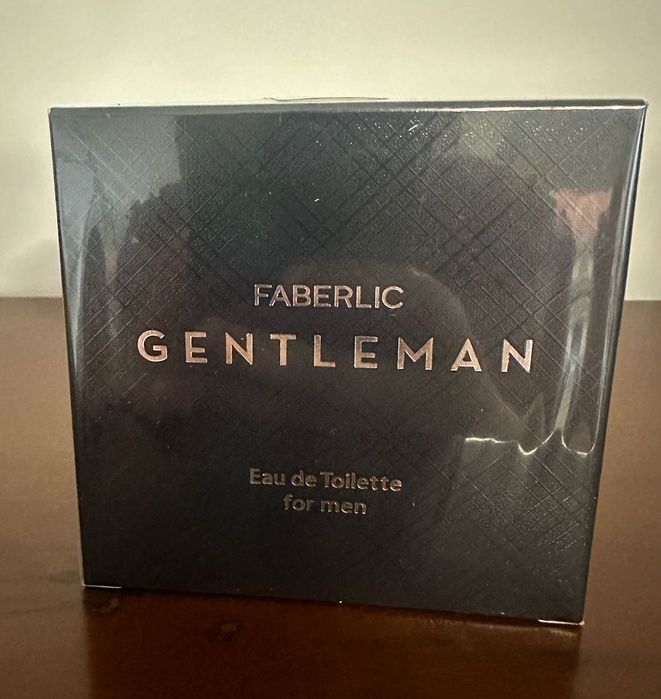 FABERLIC
GENTLEMAN
Eau de Toilette
for men